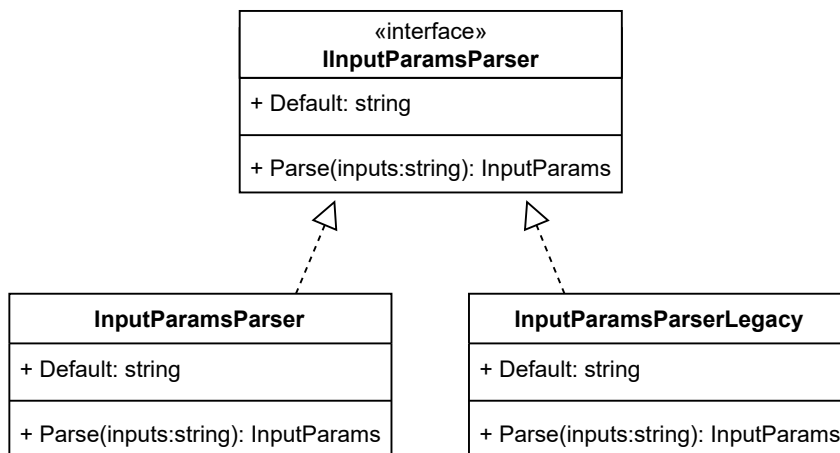 «interface»
IInputParamsParser
+ Default: string
+ Parse(inputs:string): InputParams
InputParamsParser
+ Default: string
+ Parse(inputs:string): InputParams
InputParamsParserLegacy
+ Default: string
+ Parse(inputs:string): InputParams